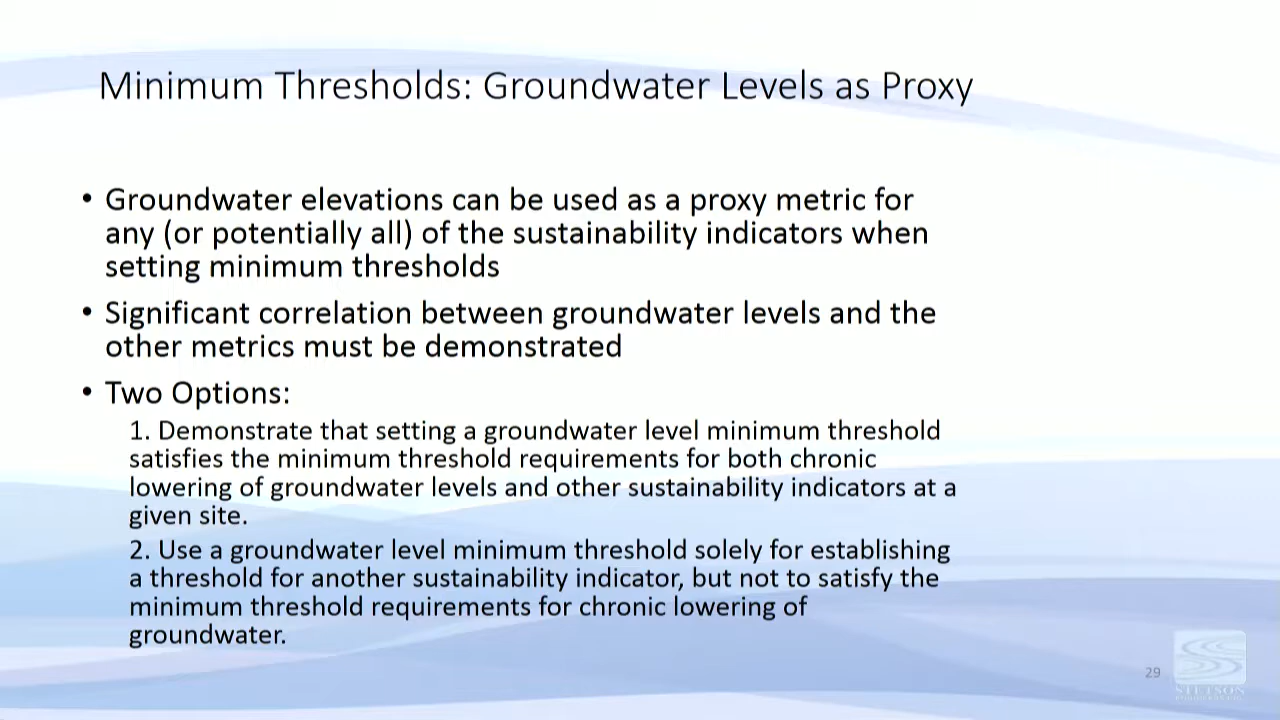 Minimum Thresholds: Groundwater Levels as Proxy
• Groundwater elevations can be used as a proxy metric for
any (or potentially all) of the sustainability indicators when
setting minimum thresholds
• Significant correlation between groundwater levels and the
other metrics must be demonstrated
• Two Options:
1. Demonstrate that setting a groundwater level minimum threshold
satisfies the minimum threshold requirements for both chronic
lowering of groundwater levels and other sustainability indicators at a
given site.
2. Use a groundwater level minimum threshold solely for establishing
a threshold for another sustainability indicator, but not to satisfy the
minimum threshold requirements for chronic lowering of
groundwater.
29
STETSON